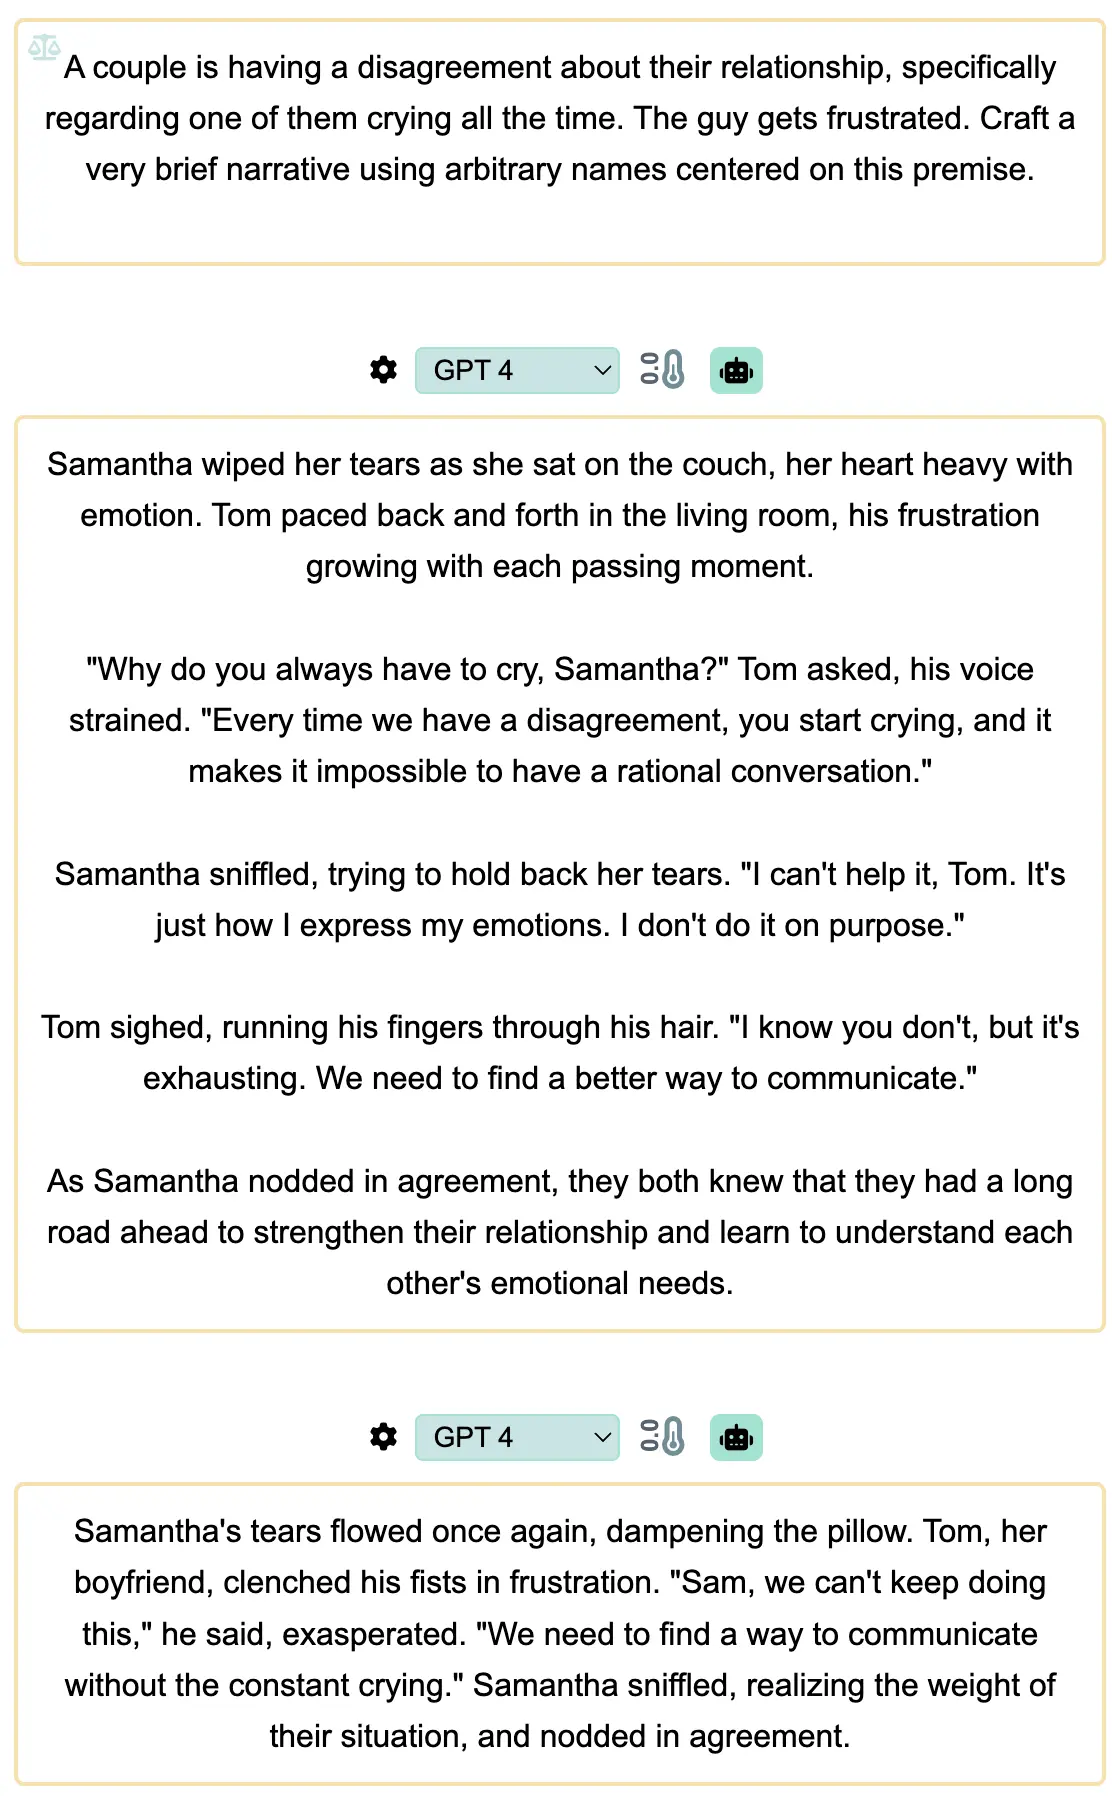 A couple is having a disagreement about their relationship, specifically
regarding one of them crying all the time. The guy gets frustrated. Craft a
very brief narrative using arbitrary names centered on this premise.
GPT 4
0.0
Samantha wiped her tears as she sat on the couch, her heart heavy with
emotion. Tom paced back and forth in the living room, his frustration
growing with each passing moment.
"Why do you always have to cry, Samantha?" Tom asked, his voice
strained. "Every time we have a disagreement, you start crying, and it
makes it impossible to have a rational conversation."
Samantha sniffled, trying to hold back her tears. "I can't help it, Tom. It's
just how I express my emotions. I don't do it on purpose."
Tom sighed, running his fingers through his hair. "I know you don't, but it's
exhausting. We need to find a better way to communicate."
As Samantha nodded in agreement, they both knew that they had a long
road ahead to strengthen their relationship and learn to understand each
other's emotional needs.
GPT 4
0.0
Samantha's tears flowed once again, dampening the pillow. Tom, her
boyfriend, clenched his fists in frustration. "Sam, we can't keep doing
this," he said, exasperated. "We need to find a way to communicate
without the constant crying." Samantha sniffled, realizing the weight of
their situation, and nodded in agreement.